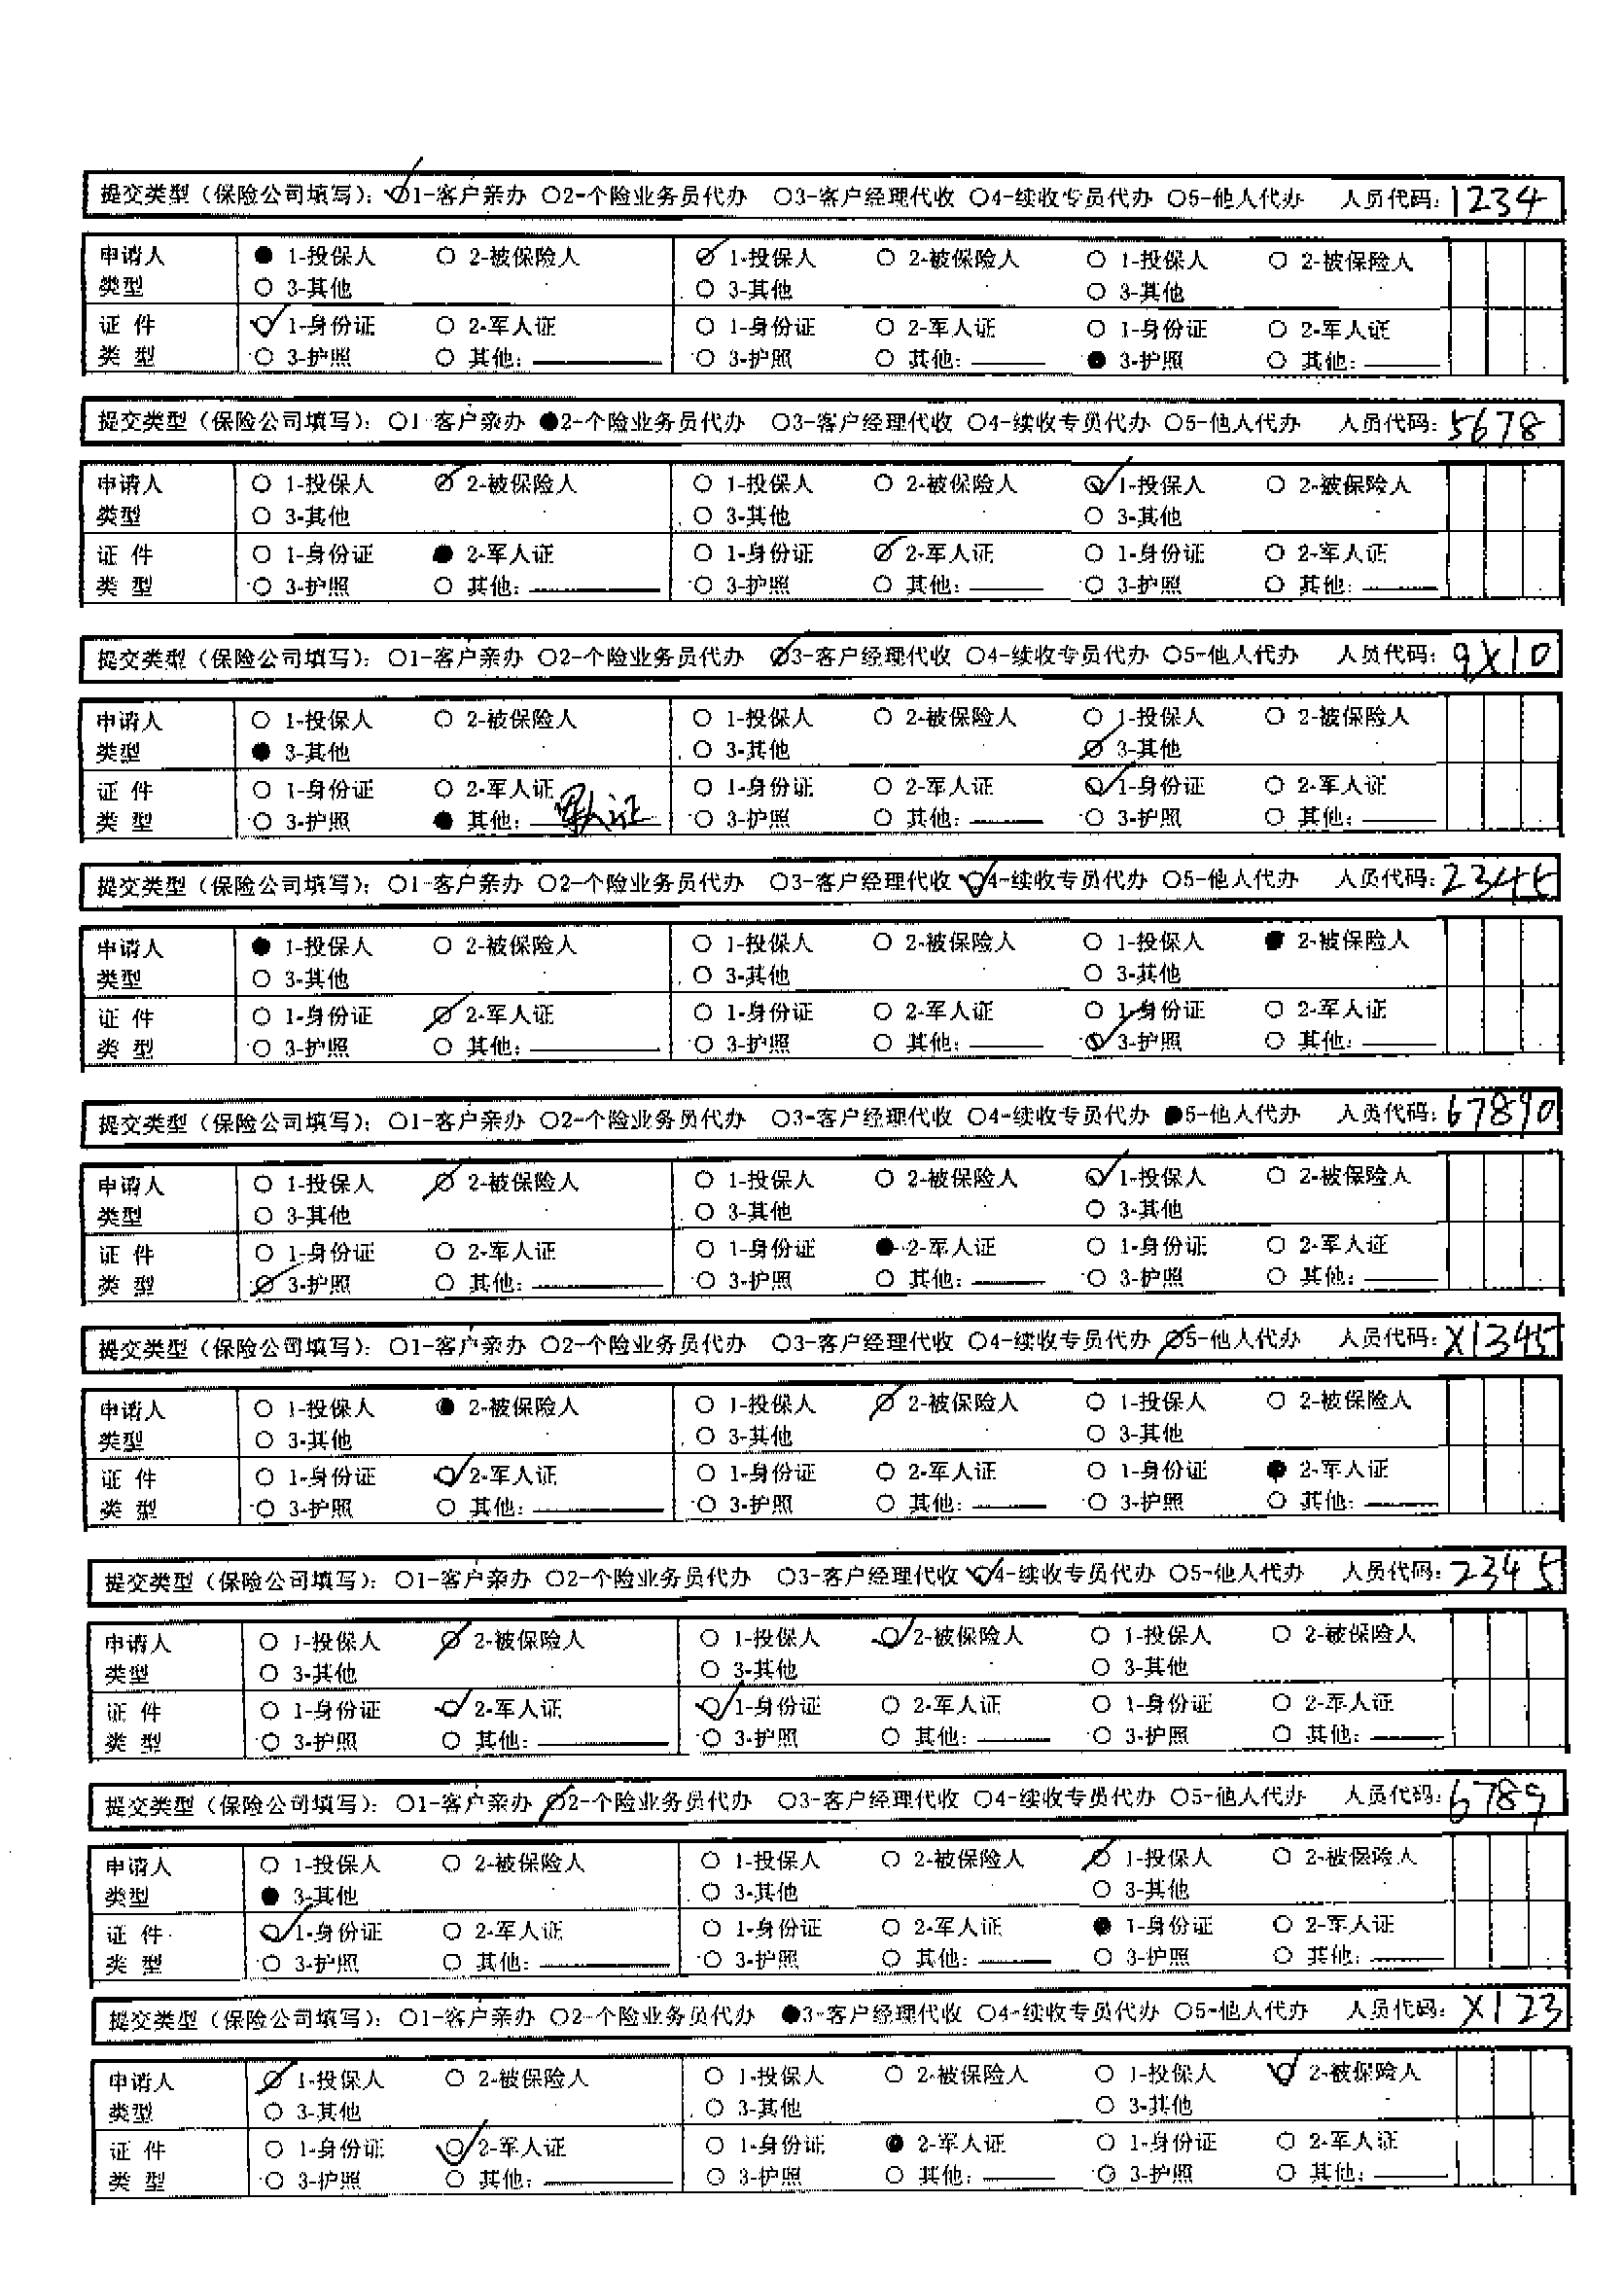 提交类型（保险公司填写）：○1-客户亲办 ○2-个险业务员代办 ○3-客户经理代收 ○4-续收专员代办 ○5-他人代办 人员代码：1234
申请人 ● 1-投保人 ○ 2-被保险人 ○ 1-投保人 ○ 2-被保险人 ○ 1-投保人 ○ 2-被保险人
类型 ○ 3-其他 ○ 3-其他 ○ 3-其他
证 件 ○ 1-身份证 ○ 2-军人证 ○ 1-身份证 ○ 2-军人证 ○ 1-身份证 ○ 2-军人证
类 型 ○ 3-护照 ○ 其他： ○ 3-护照 ○ 其他： ● 3-护照 ○ 其他：
提交类型（保险公司填写）：○1-客户亲办 ●2-个险业务员代办 ○3-客户经理代收 ○4-续收专员代办 ○5-他人代办 人员代码：5678
申请人 ○ 1-投保人 ○ 2-被保险人 ○ 1-投保人 ○ 2-被保险人 ○ 1-投保人 ○ 2-被保险人
类型 ○ 3-其他 ○ 3-其他 ○ 3-其他
证 件 ○ 1-身份证 ● 2-军人证 ○ 1-身份证 ○ 2-军人证 ○ 1-身份证 ○ 2-军人证
类 型 ○ 3-护照 ○ 其他： ○ 3-护照 ○ 其他： ○ 3-护照 ○ 其他：
提交类型（保险公司填写）：○1-客户亲办 ○2-个险业务员代办 ○3-客户经理代收 ○4-续收专员代办 ○5-他人代办 人员代码：9X10
申请人 ○ 1-投保人 ○ 2-被保险人 ○ 1-投保人 ○ 2-被保险人 ○ 1-投保人 ○ 2-被保险人
类型 ● 3-其他 ○ 3-其他 ○ 3-其他
证 件 ○ 1-身份证 ○ 2-军人证 ○ 1-身份证 ○ 2-军人证 ○ 1-身份证 ○ 2-军人证
类 型 ○ 3-护照 ● 其他：军人证 ○ 3-护照 ○ 其他： ○ 3-护照 ○ 其他：
提交类型（保险公司填写）：○1-客户亲办 ○2-个险业务员代办 ○3-客户经理代收 ○4-续收专员代办 ○5-他人代办 人员代码：2345
申请人 ● 1-投保人 ○ 2-被保险人 ○ 1-投保人 ○ 2-被保险人 ○ 1-投保人 ● 2-被保险人
类型 ○ 3-其他 ○ 3-其他 ○ 3-其他
证 件 ○ 1-身份证 ○ 2-军人证 ○ 1-身份证 ○ 2-军人证 ○ 1-身份证 ○ 2-军人证
类 型 ○ 3-护照 ○ 其他： ○ 3-护照 ○ 其他： ○ 3-护照 ○ 其他：
提交类型（保险公司填写）：○1-客户亲办 ○2-个险业务员代办 ○3-客户经理代收 ○4-续收专员代办 ●5-他人代办 人员代码：67890
申请人 ○ 1-投保人 ○ 2-被保险人 ○ 1-投保人 ○ 2-被保险人 ○ 1-投保人 ○ 2-被保险人
类型 ○ 3-其他 ○ 3-其他 ○ 3-其他
证 件 ○ 1-身份证 ○ 2-军人证 ○ 1-身份证 ● 2-军人证 ○ 1-身份证 ○ 2-军人证
类 型 ○ 3-护照 ○ 其他： ○ 3-护照 ○ 其他： ○ 3-护照 ○ 其他：
提交类型（保险公司填写）：○1-客户亲办 ○2-个险业务员代办 ○3-客户经理代收 ○4-续收专员代办 ○5-他人代办 人员代码：X1345
申请人 ○ 1-投保人 ● 2-被保险人 ○ 1-投保人 ○ 2-被保险人 ○ 1-投保人 ○ 2-被保险人
类型 ○ 3-其他 ○ 3-其他 ○ 3-其他
证 件 ○ 1-身份证 ○ 2-军人证 ○ 1-身份证 ○ 2-军人证 ○ 1-身份证 ● 2-军人证
类 型 ○ 3-护照 ○ 其他： ○ 3-护照 ○ 其他： ○ 3-护照 ○ 其他：
提交类型（保险公司填写）：○1-客户亲办 ○2-个险业务员代办 ○3-客户经理代收 ○4-续收专员代办 ○5-他人代办 人员代码：2345
申请人 ○ 1-投保人 ○ 2-被保险人 ○ 1-投保人 ○ 2-被保险人 ○ 1-投保人 ○ 2-被保险人
类型 ○ 3-其他 ○ 3-其他 ○ 3-其他
证 件 ○ 1-身份证 ○ 2-军人证 ○ 1-身份证 ○ 2-军人证 ○ 1-身份证 ○ 2-军人证
类 型 ○ 3-护照 ○ 其他： ○ 3-护照 ○ 其他： ○ 3-护照 ○ 其他：
提交类型（保险公司填写）：○1-客户亲办 ○2-个险业务员代办 ○3-客户经理代收 ○4-续收专员代办 ○5-他人代办 人员代码：6789
申请人 ○ 1-投保人 ○ 2-被保险人 ○ 1-投保人 ○ 2-被保险人 ○ 1-投保人 ○ 2-被保险人
类型 ● 3-其他 ○ 3-其他 ○ 3-其他
证 件 ○ 1-身份证 ○ 2-军人证 ○ 1-身份证 ○ 2-军人证 ● 1-身份证 ○ 2-军人证
类 型 ○ 3-护照 ○ 其他： ○ 3-护照 ○ 其他： ○ 3-护照 ○ 其他：
提交类型（保险公司填写）：○1-客户亲办 ○2-个险业务员代办 ●3-客户经理代收 ○4-续收专员代办 ○5-他人代办 人员代码：X123
申请人 ○ 1-投保人 ○ 2-被保险人 ○ 1-投保人 ○ 2-被保险人 ○ 1-投保人 ○ 2-被保险人
类型 ○ 3-其他 ○ 3-其他 ○ 3-其他
证 件 ○ 1-身份证 ○ 2-军人证 ○ 1-身份证 ● 2-军人证 ○ 1-身份证 ○ 2-军人证
类 型 ○ 3-护照 ○ 其他： ○ 3-护照 ○ 其他： ○ 3-护照 ○ 其他：